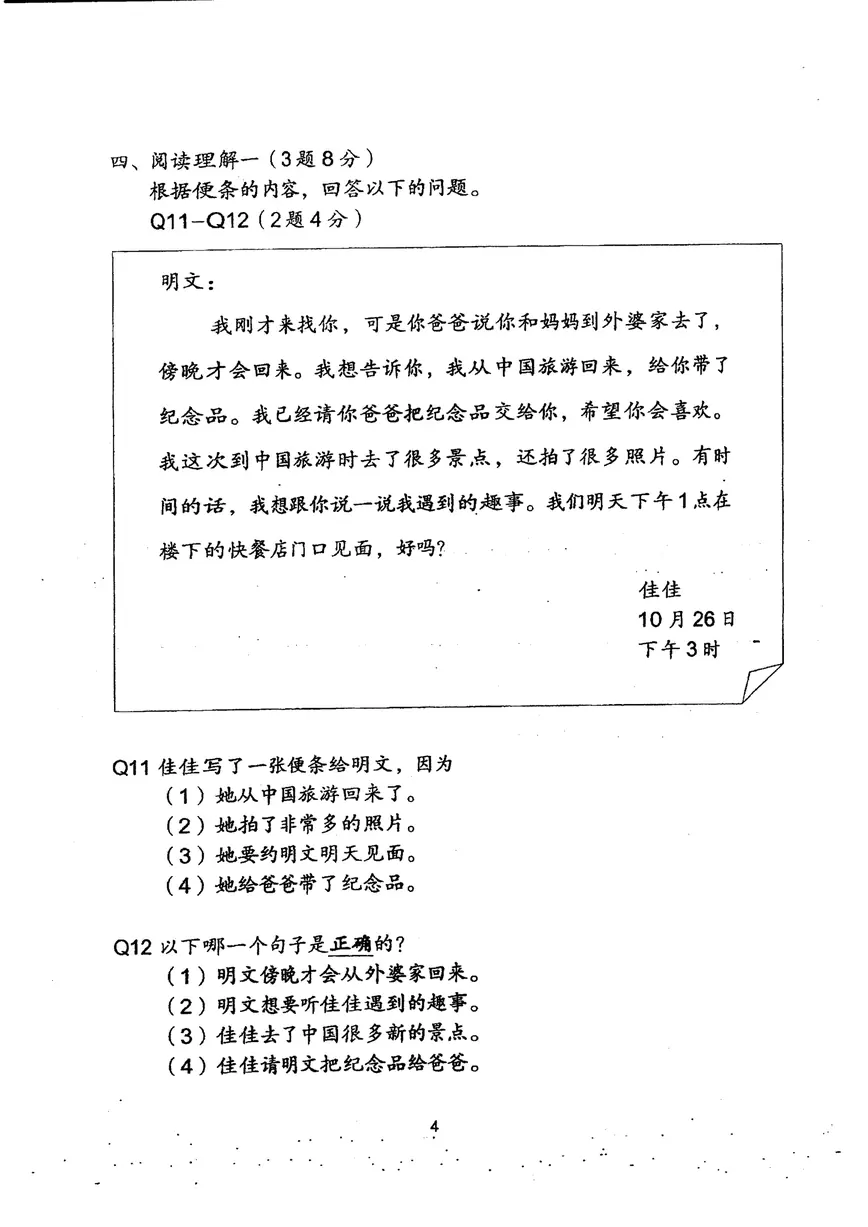 四、阅读理解一（3题8分）
根据便条的内容，回答以下的问题。
Q11-Q12（2题4分）
明文：
我刚才来找你，可是你爸爸说你和妈妈到外婆家去了，
傍晚才会回来。我想告诉你，我从中国旅游回来，给你带了
纪念品。我已经请你爸爸把纪念品交给你，希望你会喜欢。
我这次到中国旅游时去了很多景点，还拍了很多照片。有时
间的话，我想跟你说一说我遇到的趣事。我们明天下午1点在
楼下的快餐店门口见面，好吗？
佳佳
10月26日
下午3时
Q11 佳佳写了一张便条给明文，因为
（1）她从中国旅游回来了。
（2）她拍了非常多的照片。
（3）她要约明文明天见面。
（4）她给爸爸带了纪念品。
Q12 以下哪一个句子是正确的？
（1）明文傍晚才会从外婆家回来。
（2）明文想要听佳佳遇到的趣事。
（3）佳佳去了中国很多新的景点。
（4）佳佳请明文把纪念品给爸爸。
4